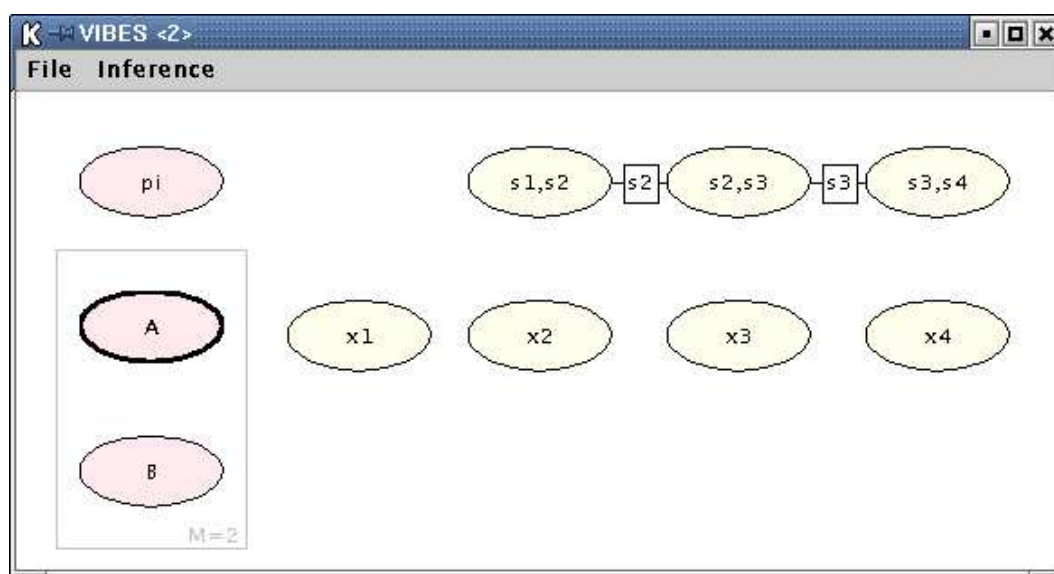 VIBES <2>
File Inference
pi
s1,s2
s2
s2,s3
s3
s3,s4
A
x1
x2
x3
x4
B
M=2